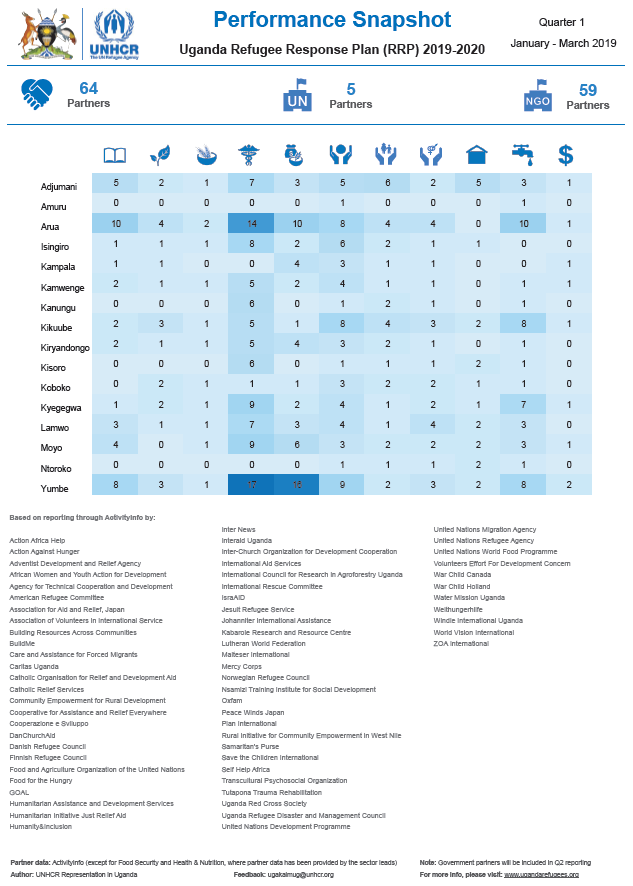 Performance Snapshot
Quarter 1
UNHCR
The UN Refugee Agency
Uganda Refugee Response Plan (RRP) 2019-2020
January - March 2019
64
Partners
UN
5
Partners
NGO
59
Partners
$
Adjumani 5 2 1 7 3 5 6 2 5 3 1
Amuru 0 0 0 0 0 1 0 0 0 1 0
Arua 10 4 2 14 10 8 4 4 0 10 1
Isingiro 1 1 1 8 2 6 2 1 1 0 0
Kampala 1 1 0 0 4 3 1 1 0 0 1
Kamwenge 2 1 1 5 2 4 1 1 0 1 1
Kanungu 0 0 0 6 0 1 2 1 0 1 0
Kikuube 2 3 1 5 1 8 4 3 2 8 1
Kiryandongo 2 1 1 5 4 3 2 1 0 1 0
Kisoro 0 0 0 6 0 1 1 1 2 1 0
Koboko 0 2 1 1 1 3 2 2 1 1 0
Kyegegwa 1 2 1 9 2 4 1 2 1 7 1
Lamwo 3 1 1 7 3 4 1 4 2 3 0
Moyo 4 0 1 9 6 3 2 2 2 3 1
Ntoroko 0 0 0 0 0 1 1 1 2 1 0
Yumbe 8 3 1 9 2 3 2 8 2
Based on reporting through ActivityInfo by:
Action Africa Help
Action Against Hunger
Adventist Development and Relief Agency
African Women and Youth Action for Development
Agency for Technical Cooperation and Development
American Refugee Committee
Association for Aid and Relief, Japan
Association of Volunteers in International Service
Building Resources Across Communities
BuildMe
Care and Assistance for Forced Migrants
Caritas Uganda
Catholic Organisation for Relief and Development Aid
Catholic Relief Services
Community Empowerment for Rural Development
Cooperative for Assistance and Relief Everywhere
Cooperazione e Sviluppo
DanChurchAid
Danish Refugee Council
Finnish Refugee Council
Food and Agriculture Organization of the United Nations
Food for the Hungry
GOAL
Humanitarian Assistance and Development Services
Humanitarian Initiative Just Relief Aid
Humanity&Inclusion
Inter News
Interaid Uganda
Inter-Church Organization for Development Cooperation
International Aid Services
International Council for Research in Agroforestry Uganda
International Rescue Committee
IsraAID
Jesuit Refugee Service
Johanniter International Assistance
Kabarole Research and Resource Centre
Lutheran World Federation
Malteser International
Mercy Corps
Norwegian Refugee Council
Nsamizi Training Institute for Social Development
Oxfam
Peace Winds Japan
Plan International
Rural Initiative for Community Empowerment in West Nile
Samaritan's Purse
Save the Children International
Self Help Africa
Transcultural Psychosocial Organization
Tutapona Trauma Rehabilitation
Uganda Red Cross Society
Uganda Refugee Disaster and Management Council
United Nations Development Programme
United Nations Migration Agency
United Nations Refugee Agency
United Nations World Food Programme
Volunteers Effort For Development Concern
War Child Canada
War Child Holland
Water Mission Uganda
Welthungerhilfe
Windle International Uganda
World Vision International
ZOA International
Partner data: ActivityInfo (except for Food Security and Health & Nutrition, where partner data has been provided by the sector leads)
Note: Government partners will be included in Q2 reporting
Author: UNHCR Representation in Uganda
Feedback: ugakaimug@unhcr.org
For more info, please visit: www.ugandarefugees.org